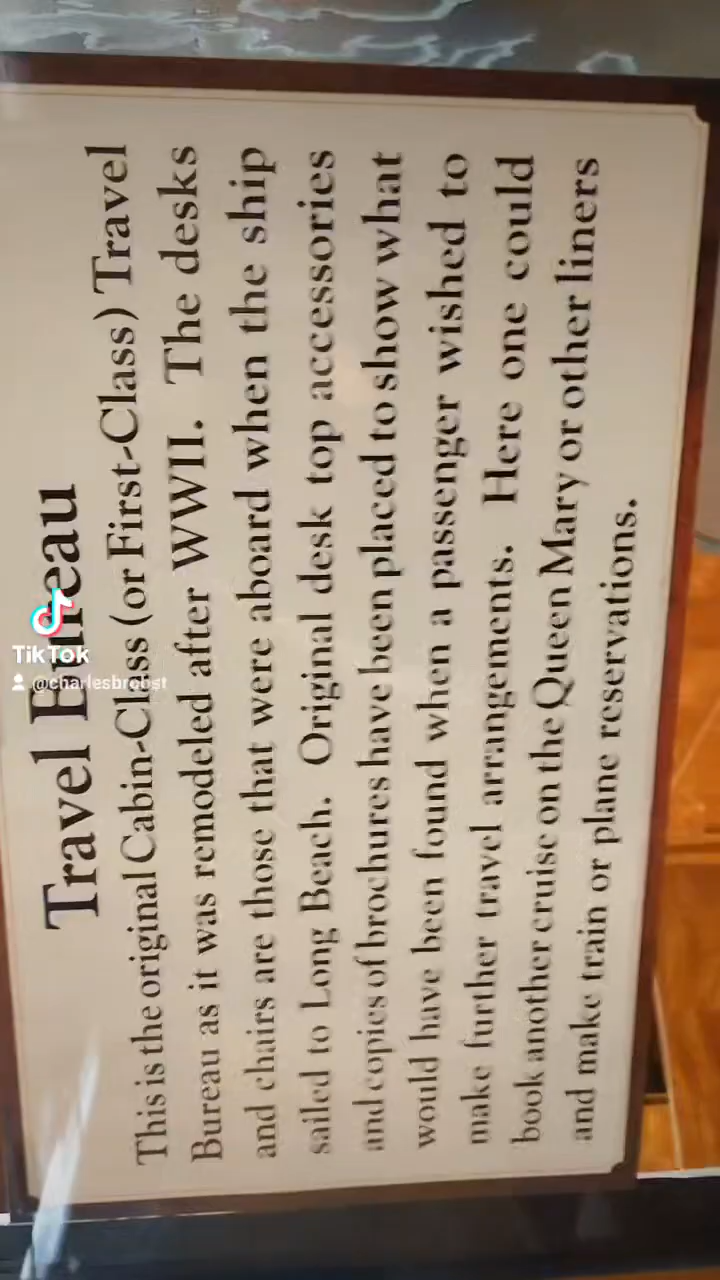 Travel Bureau
This is the original Cabin-Class (or First-Class) Travel
Bureau as it was remodeled after WWII. The desks
and chairs are those that were aboard when the ship
sailed to Long Beach. Original desk top accessories
and copies of brochures have been placed to show what
would have been found when a passenger wished to
make further travel arrangements. Here one could
book another cruise on the Queen Mary or other liners
and make train or plane reservations.
TikTok
@charlesbrobst